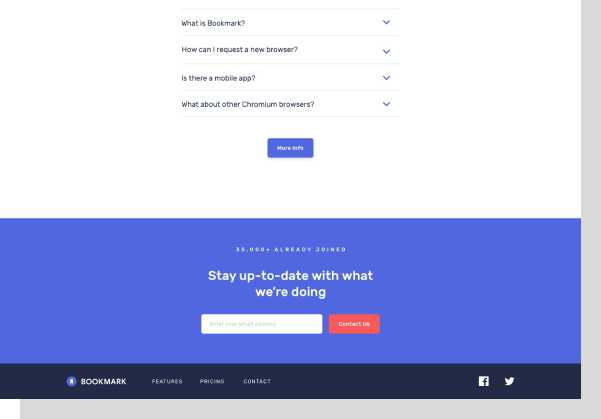 What is Bookmark?
How can I request a new browser?
Is there a mobile app?
What about other Chromium browsers?
More Info
35,000+ ALREADY JOINED
Stay up-to-date with what
we're doing
Enter your email address
Contact Us
BOOKMARK
FEATURES
PRICING
CONTACT